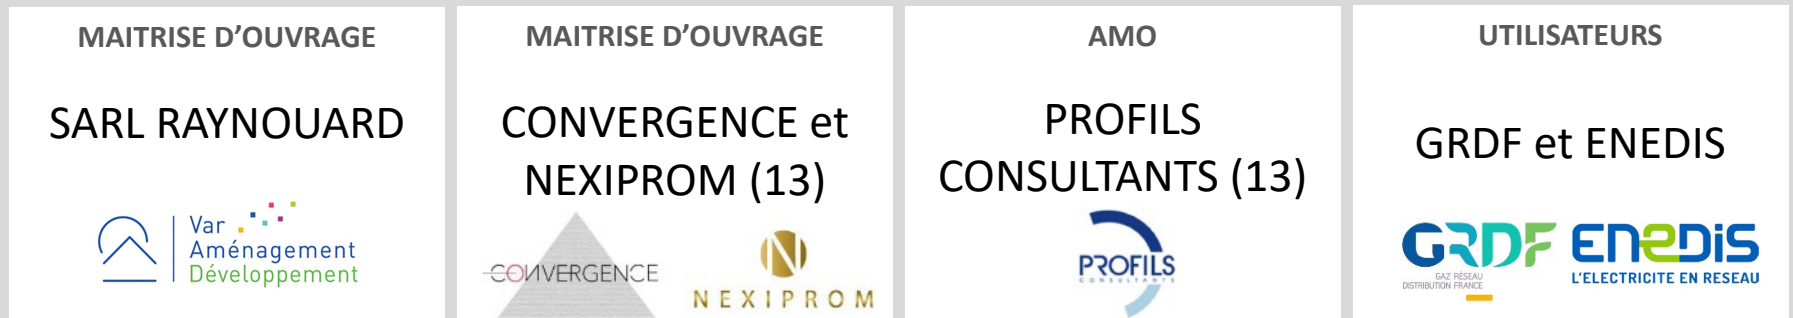 MAITRISE D’OUVRAGE
SARL RAYNOUARD
Var
Aménagement
Développement
MAITRISE D’OUVRAGE
CONVERGENCE et
NEXIPROM (13)
CONVERGENCE
N
NEXIPROM
AMO
PROFILS
CONSULTANTS (13)
PROFILS
CONSULTANTS
UTILISATEURS
GRDF et ENEDIS
GRDF
GAZ RÉSEAU
DISTRIBUTION FRANCE
ENEDIS
L’ELECTRICITE EN RESEAU